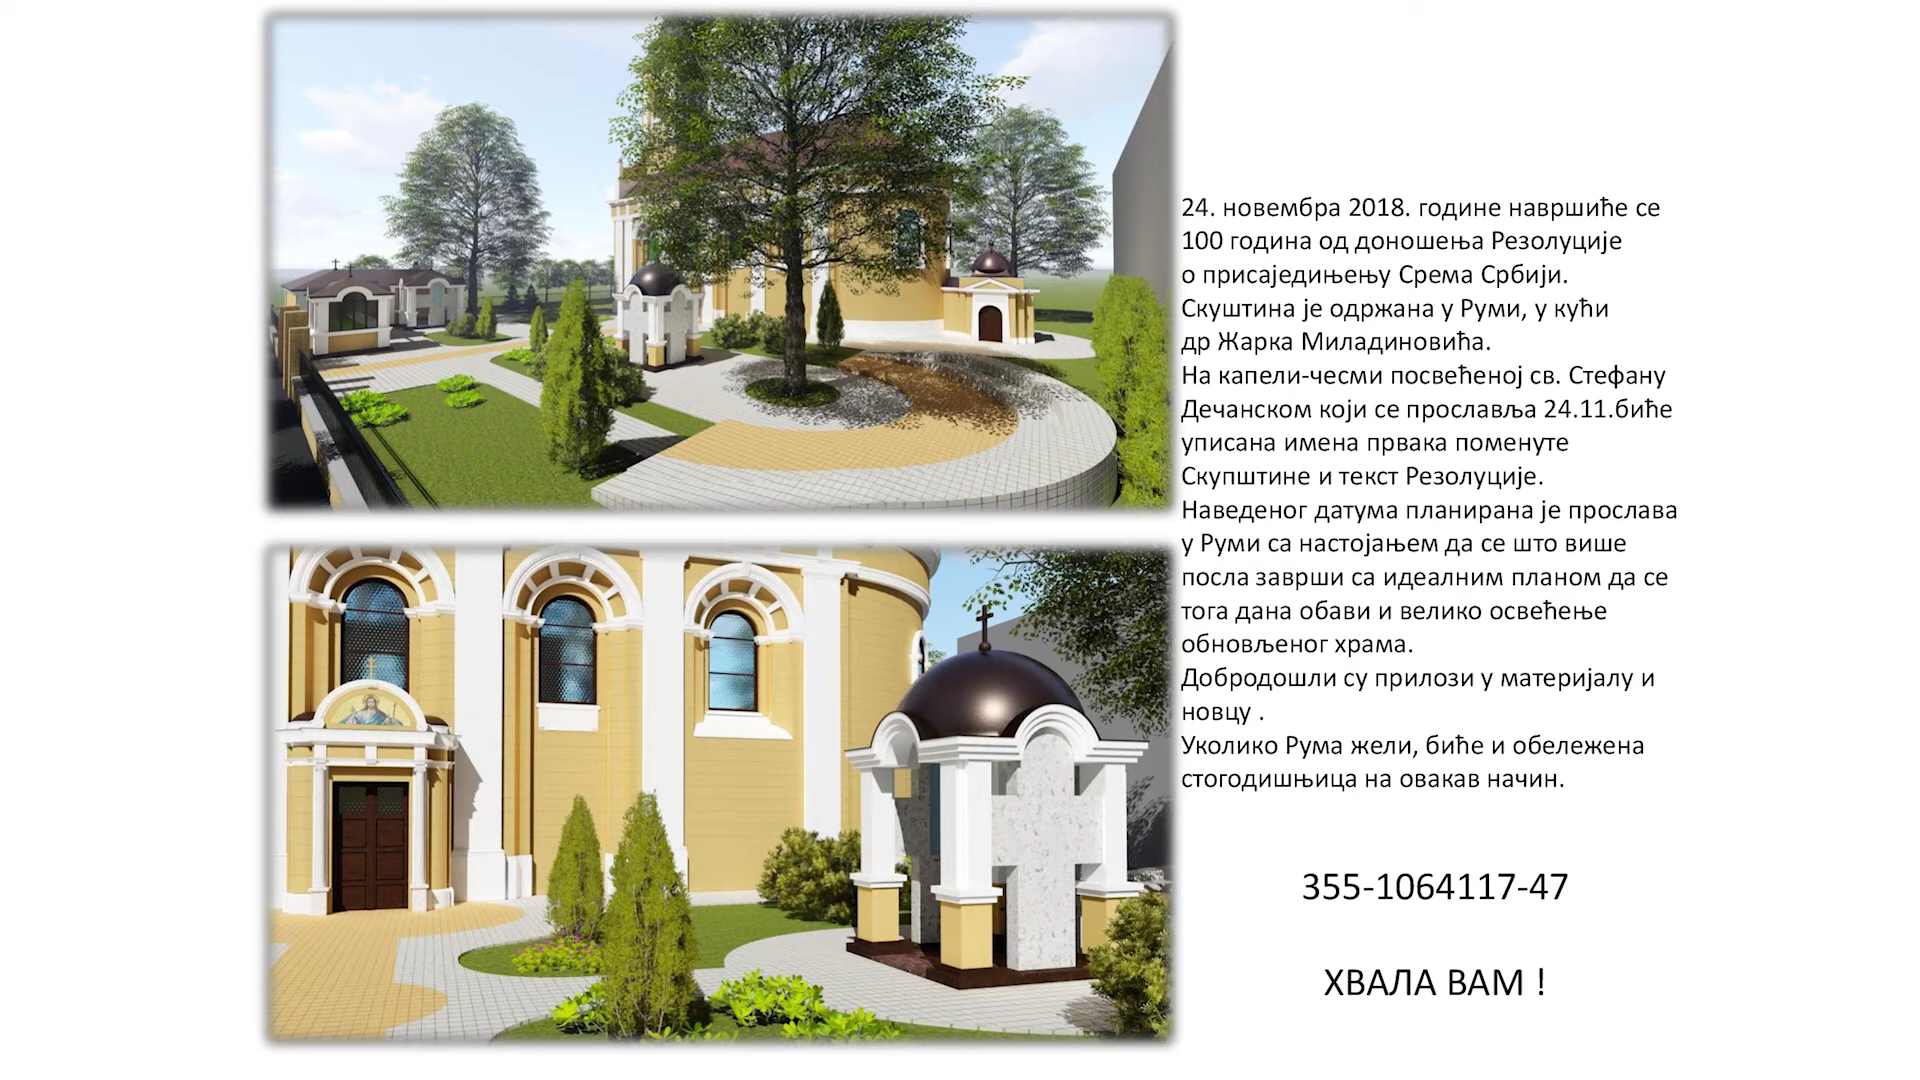 24. новембра 2018. године навршиће се
100 година од доношења Резолуције
о присаједињењу Срема Србији.
Скуштина је одржана у Руми, у кући
др Жарка Миладиновића.
На капели-чесми посвећеној св. Стефану
Дечанском који се прославља 24.11.биће
уписана имена првака поменуте
Скупштине и текст Резолуције.
Наведеног датума планирана је прослава
у Руми са настојањем да се што више
посла заврши са идеалним планом да се
тога дана обави и велико освећење
обновљеног храма.
Добродошли су прилози у материјалу и
новцу .
Уколико Рума жели, биће и обележена
стогодишњица на овакав начин.
355-1064117-47
ХВАЛА ВАМ !